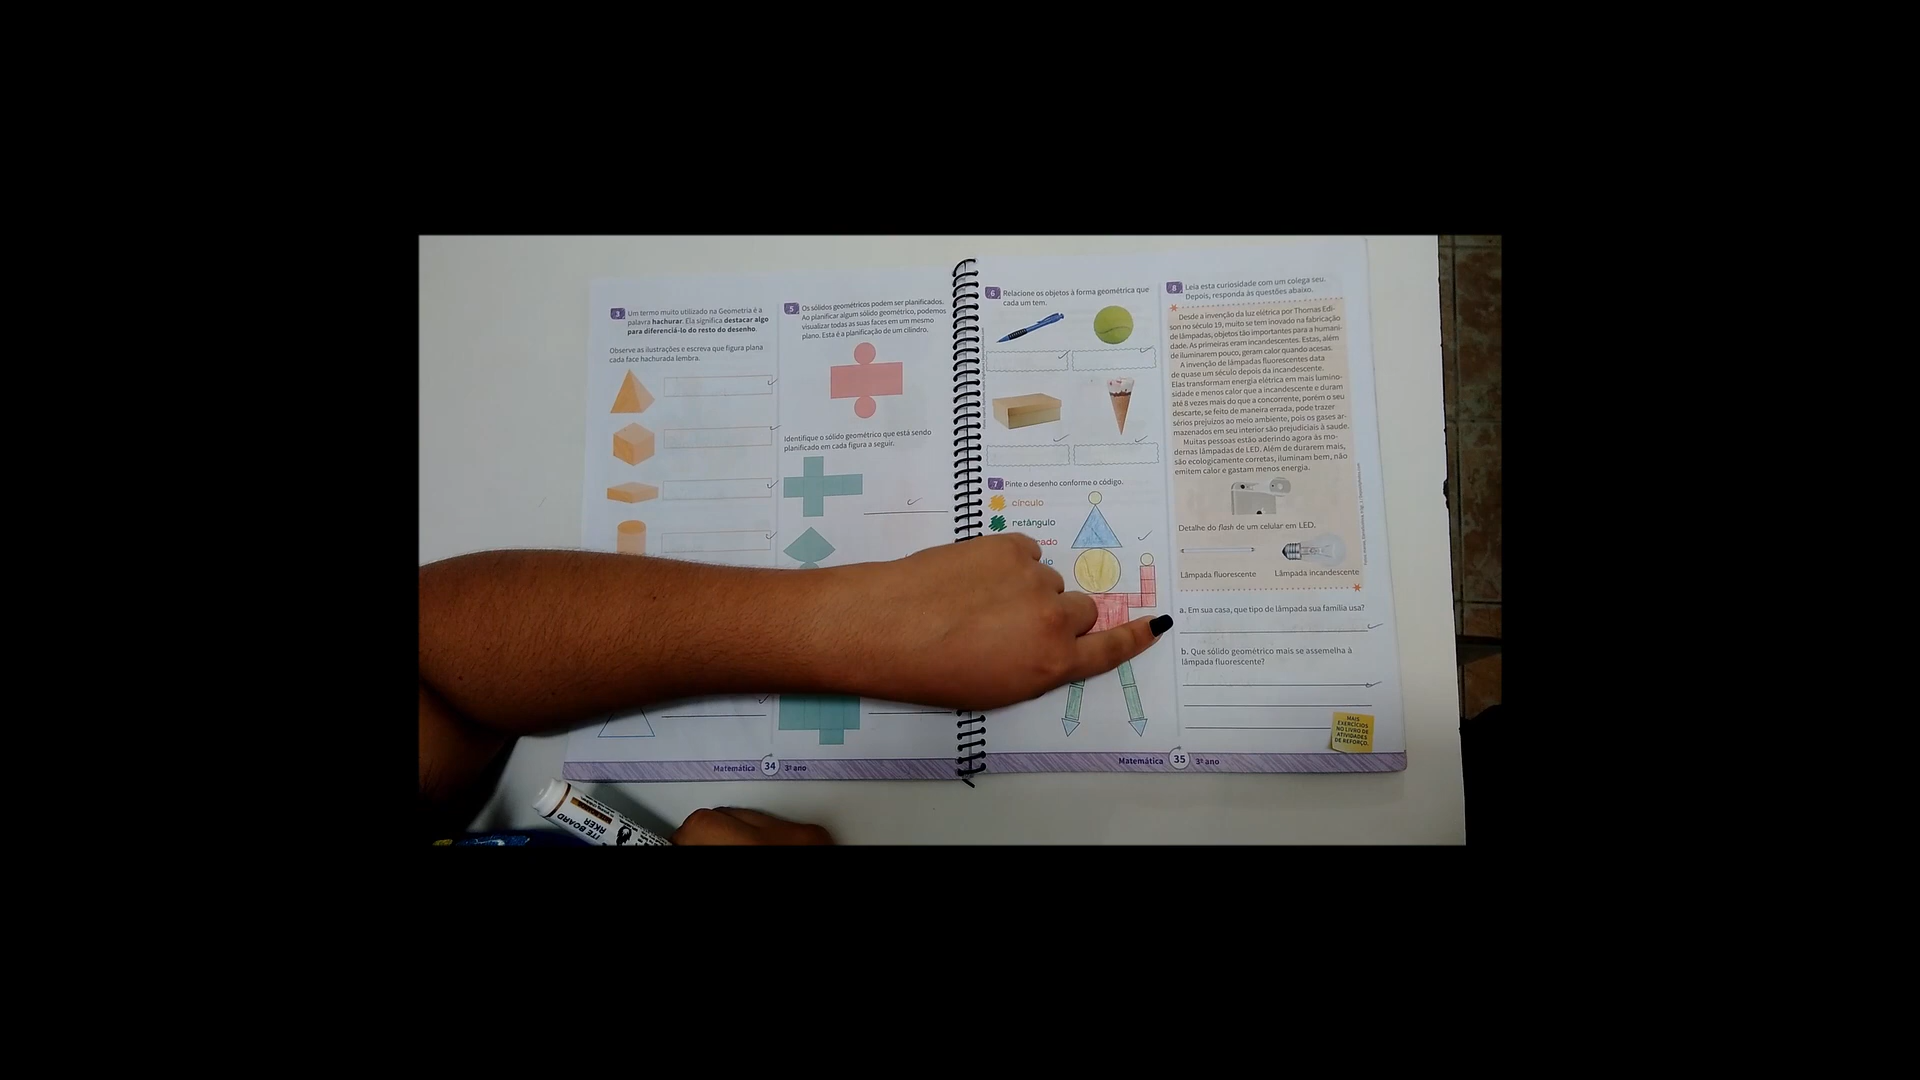 3 Um termo muito utilizado na Geometria é a
palavra hachurar. Ela significa destacar algo
para diferenciá-lo do resto do desenho.
Observe as ilustrações e escreva que figura plana
cada face hachurada lembra.
5 Os sólidos geométricos podem ser planificados.
Ao planificar algum sólido geométrico, podemos
visualizar todas as suas faces em um mesmo
plano. Esta é a planificação de um cilindro.
Identifique o sólido geométrico que está sendo
planificado em cada figura a seguir.
Matemática 34 3º ano
6 Relacione os objetos à forma geométrica que
cada um tem.
7 Pinte o desenho conforme o código.
círculo
retângulo
cado
ulo
8 Leia esta curiosidade com um colega seu.
Depois, responda às questões abaixo.
Desde a invenção da luz elétrica por Thomas Edi-
son no século 19, muito se tem inovado na fabricação
de lâmpadas, objetos tão importantes para a humani-
dade. As primeiras eram incandescentes. Estas, além
de iluminarem pouco, geram calor quando acesas.
A invenção de lâmpadas fluorescentes data
de quase um século depois da incandescente.
Elas transformam energia elétrica em mais lumino-
sidade e menos calor que a incandescente e duram
até 8 vezes mais do que a concorrente, porém o seu
descarte, se feito de maneira errada, pode trazer
sérios prejuízos ao meio ambiente, pois os gases ar-
mazenados em seu interior são prejudiciais à saúde.
Muitas pessoas estão aderindo agora às mo-
dernas lâmpadas de LED. Além de durarem mais,
são ecologicamente corretas, iluminam bem, não
emitem calor e gastam menos energia.
Detalhe do flash de um celular em LED.
Lâmpada fluorescente Lâmpada incandescente
a. Em sua casa, que tipo de lâmpada sua família usa?
b. Que sólido geométrico mais se assemelha à
lâmpada fluorescente?
MAIS
EXERCÍCIOS
NO LIVRO DE
ATIVIDADES
DE REFORÇO.
Matemática 35 3º ano
ITE BOARD
RKER